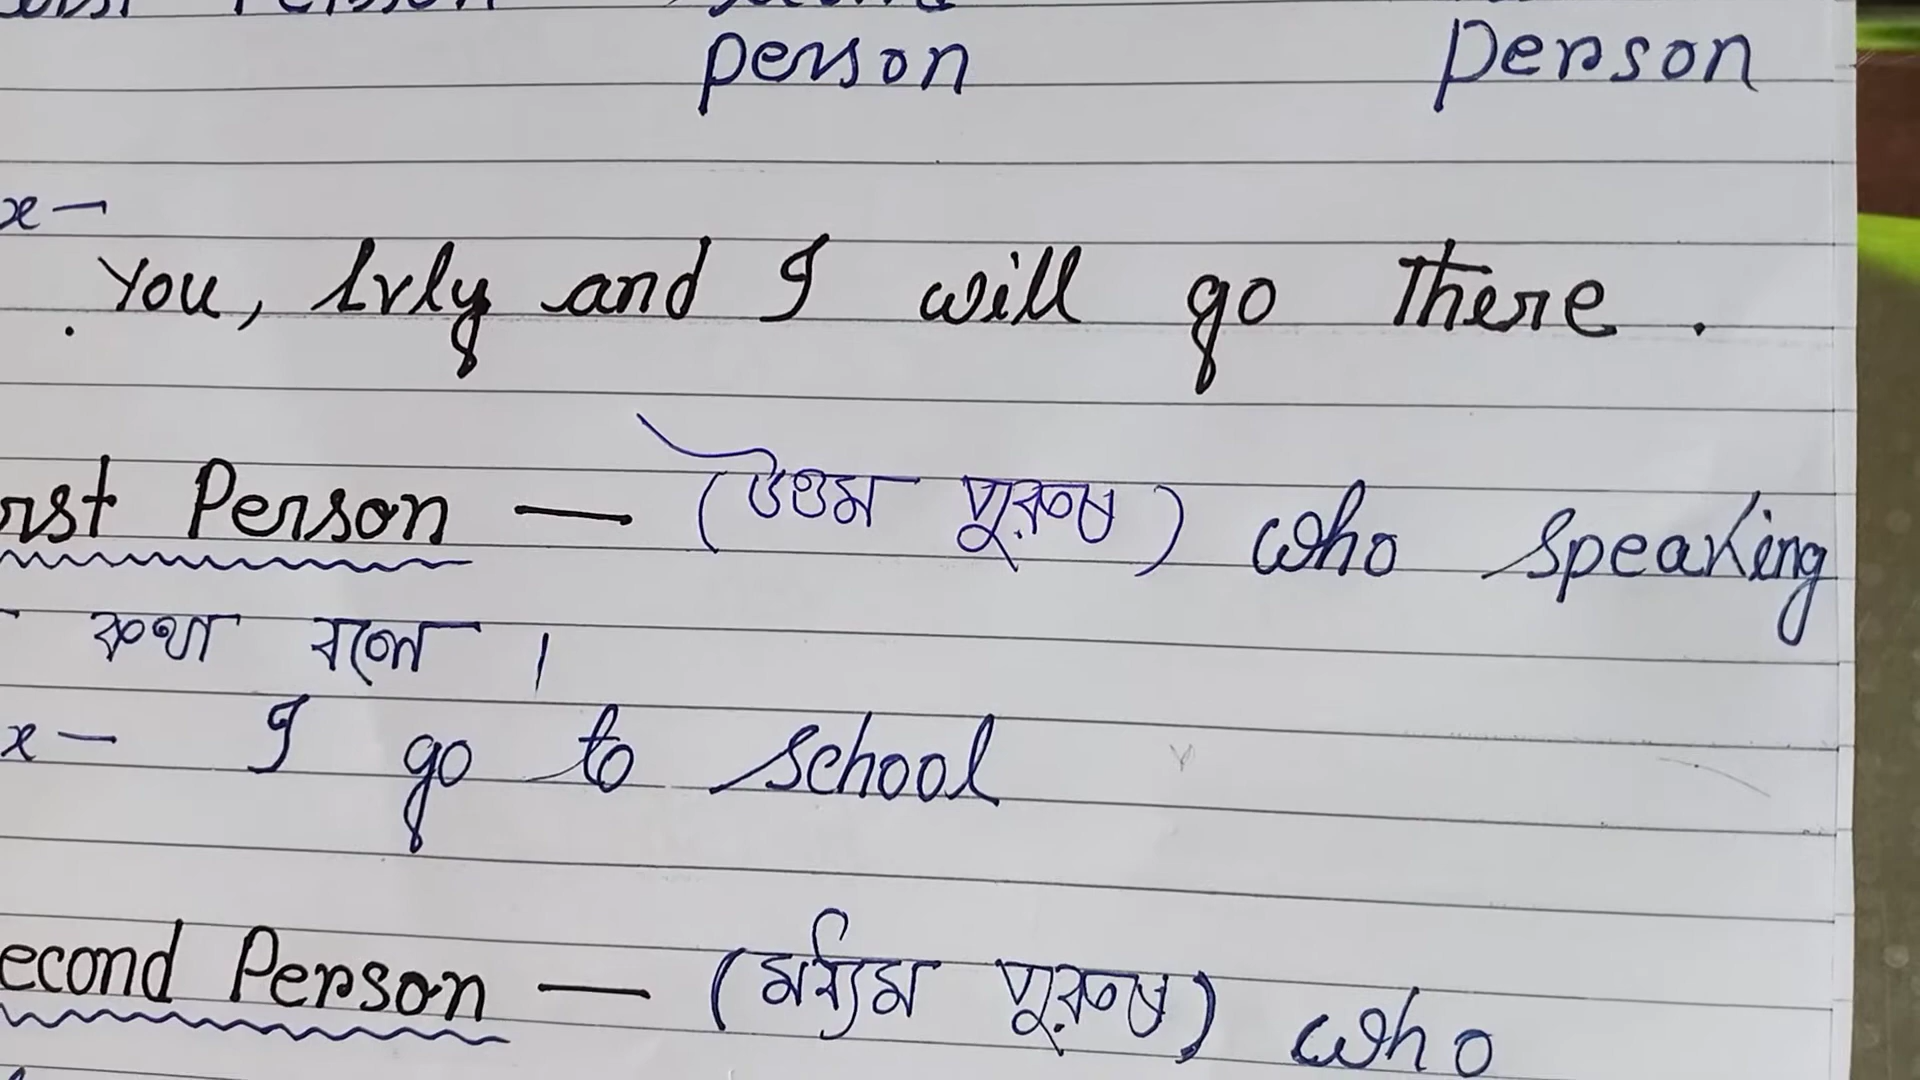 Person
person person
x-
You, lvly and I will go There.
rst Person — (উত্তম পুরুষ) who speaking
কথা বলে।
x- I go to school
econd Person — (মধ্যম পুরুষ) who